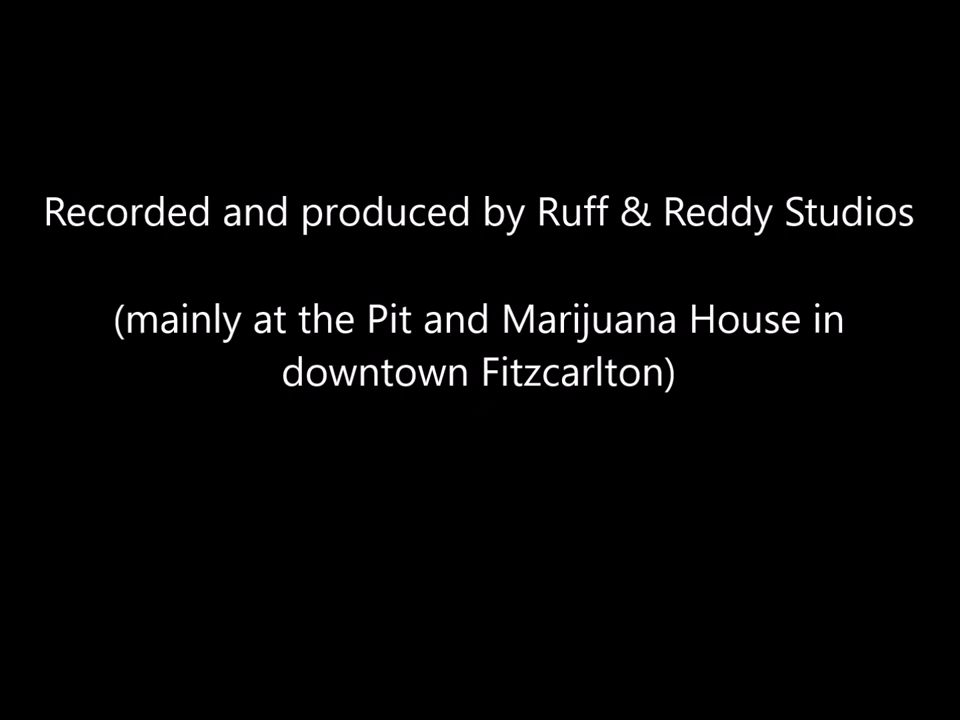 Recorded and produced by Ruff & Reddy Studios
(mainly at the Pit and Marijuana House in
downtown Fitzcarlton)